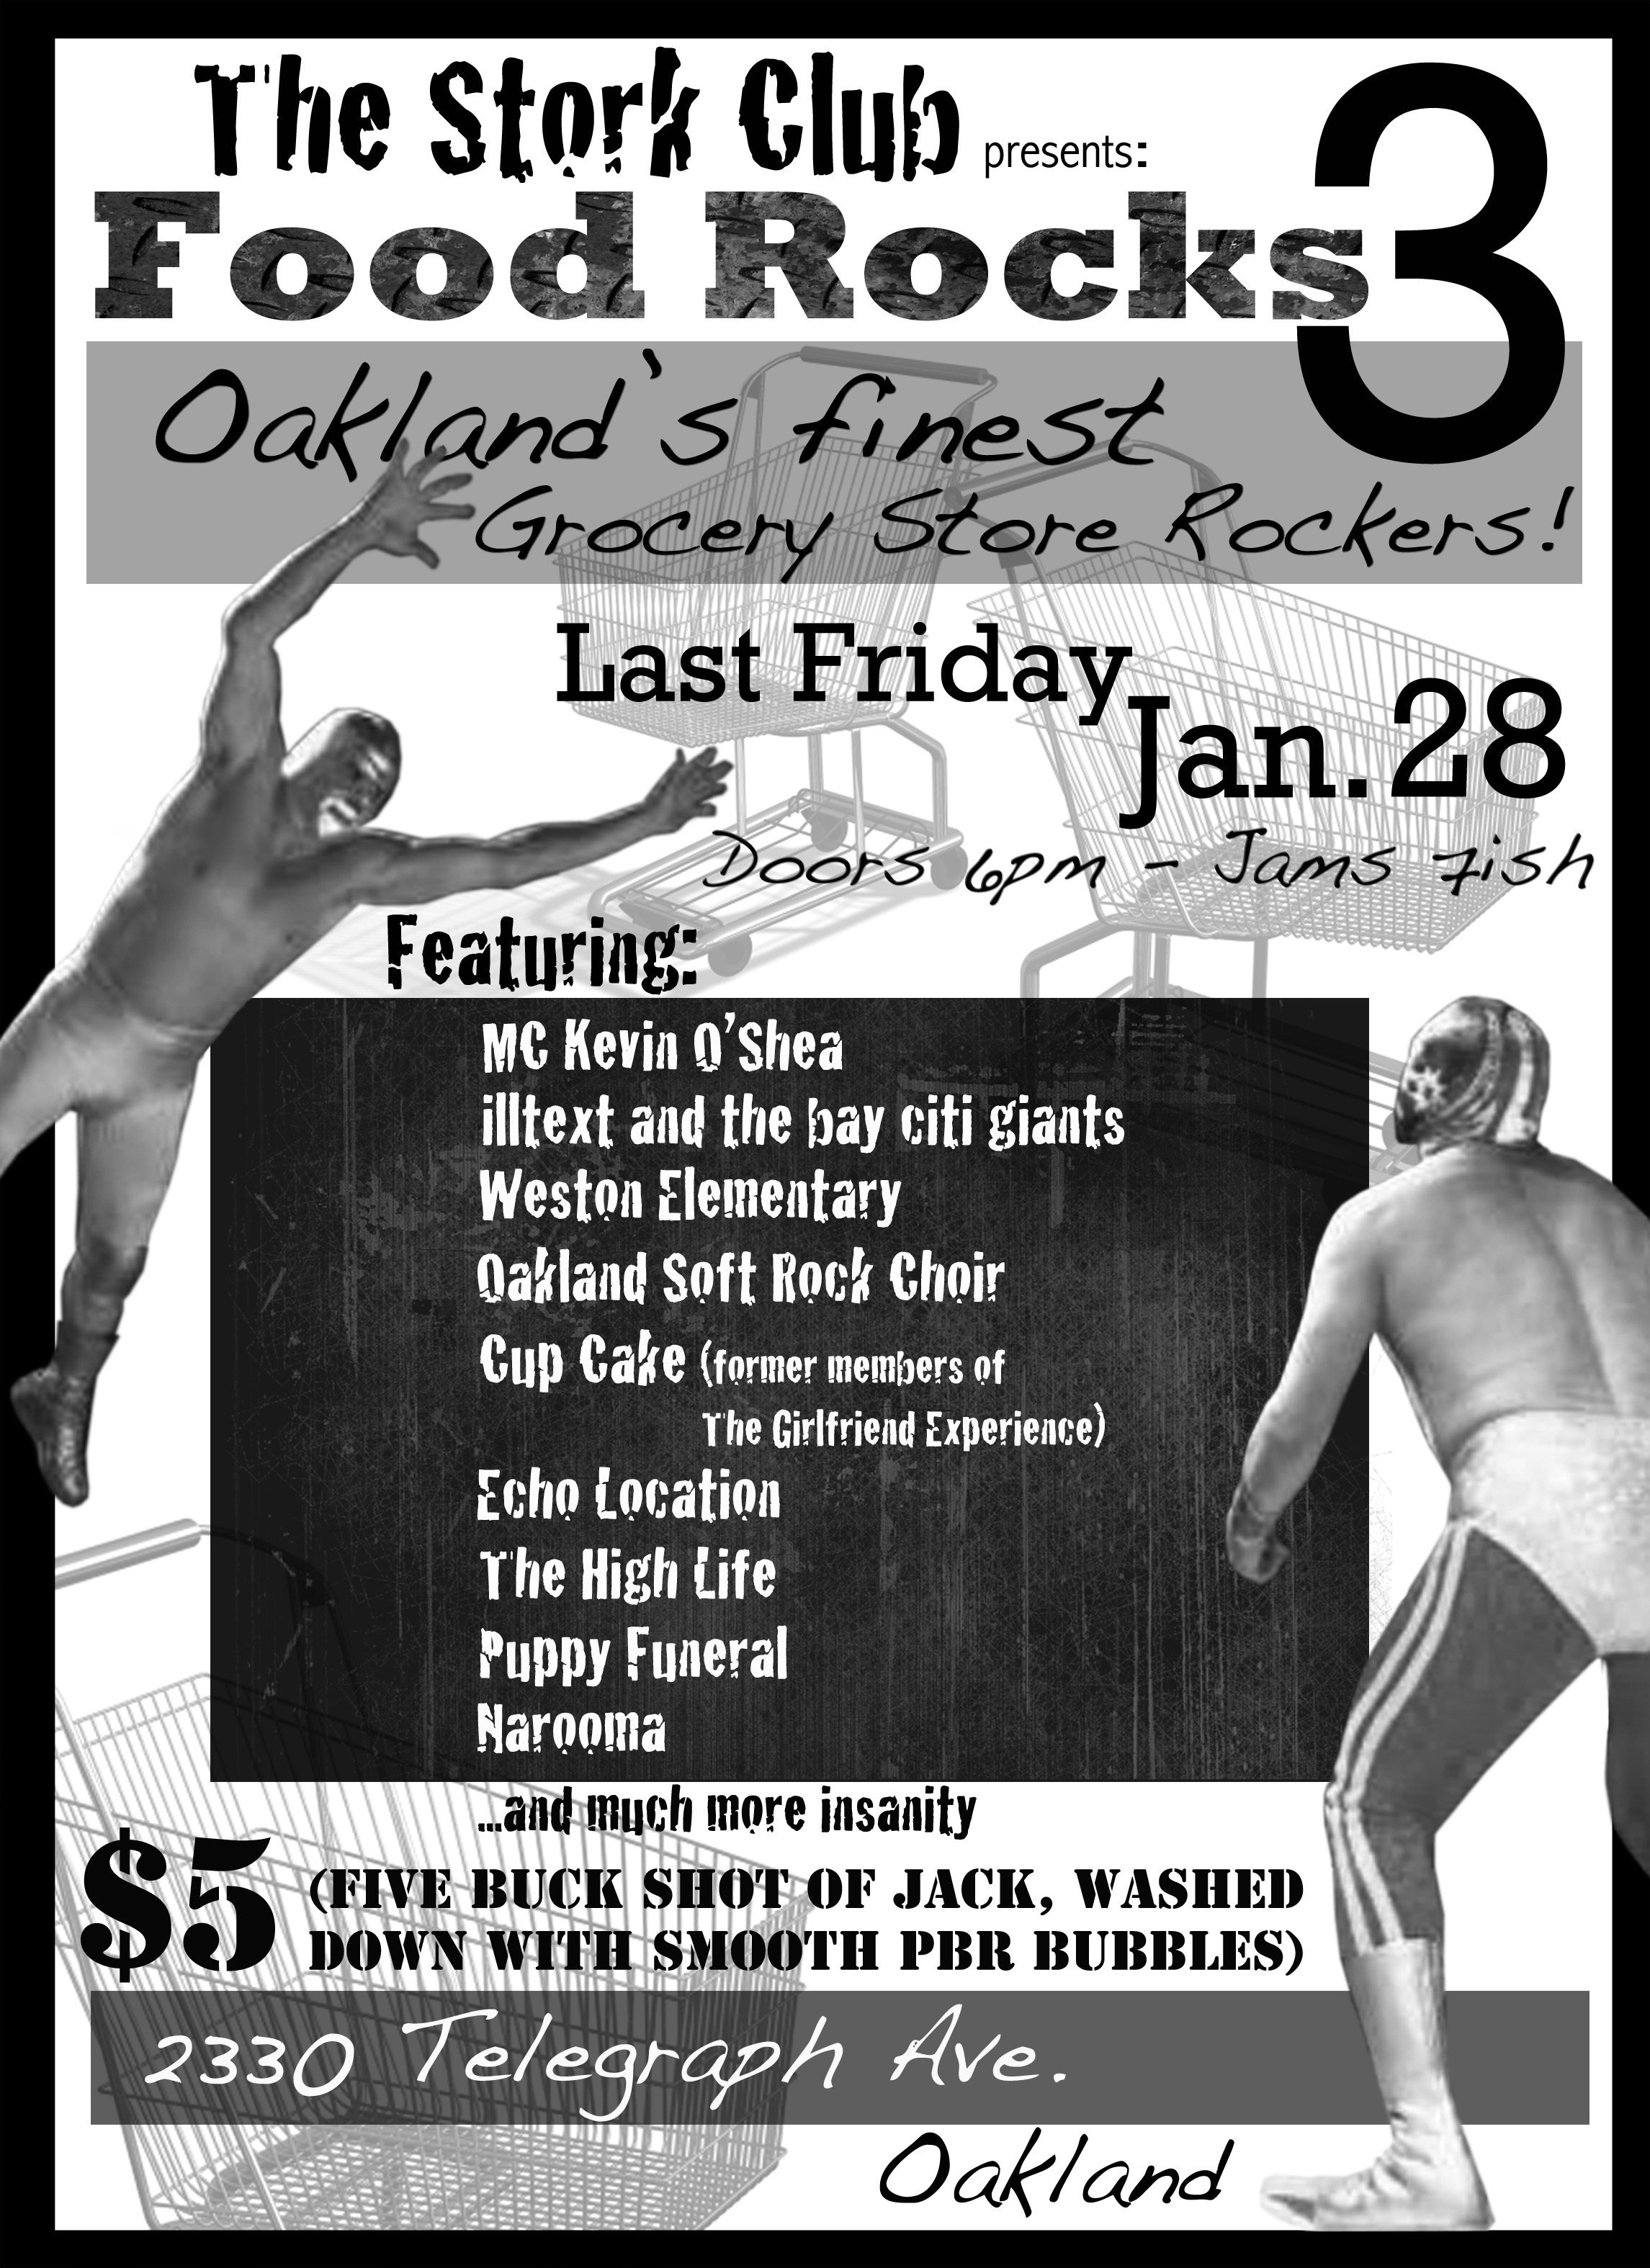 The Stork Club presents:
Food Rocks 3
Oakland's finest
Grocery Store Rockers!
Last Friday
Jan. 28
Doors 6pm - Jams 7ish
Featuring:
MC Kevin O'Shea
illtext and the bay citi giants
Weston Elementary
Oakland Soft Rock Choir
Cup Cake (former members of
The Girlfriend Experience)
Echo Location
The High Life
Puppy Funeral
Narooma
...and much more insanity
$5 (FIVE BUCK SHOT OF JACK, WASHED
DOWN WITH SMOOTH PBR BUBBLES)
2330 Telegraph Ave.
Oakland